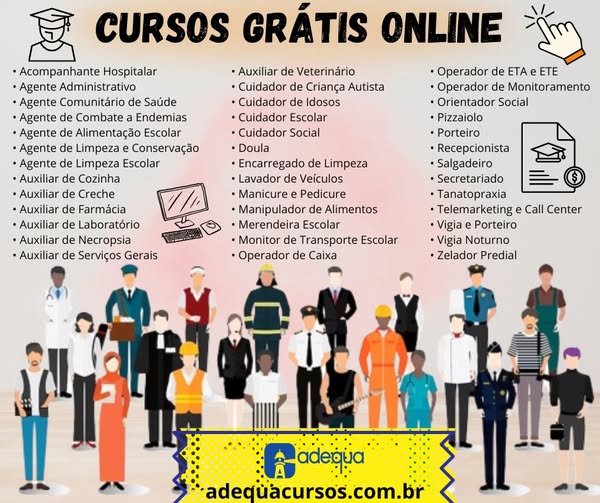 CURSOS GRÁTIS ONLINE
• Acompanhante Hospitalar
• Agente Administrativo
• Agente Comunitário de Saúde
• Agente de Combate a Endemias
• Agente de Alimentação Escolar
• Agente de Limpeza e Conservação
• Agente de Limpeza Escolar
• Auxiliar de Cozinha
• Auxiliar de Creche
• Auxiliar de Farmácia
• Auxiliar de Laboratório
• Auxiliar de Necropsia
• Auxiliar de Serviços Gerais
• Auxiliar de Veterinário
• Cuidador de Criança Autista
• Cuidador de Idosos
• Cuidador Escolar
• Cuidador Social
• Doula
• Encarregado de Limpeza
• Lavador de Veículos
• Manicure e Pedicure
• Manipulador de Alimentos
• Merendeira Escolar
• Monitor de Transporte Escolar
• Operador de Caixa
• Operador de ETA e ETE
• Operador de Monitoramento
• Orientador Social
• Pizzaiolo
• Porteiro
• Recepcionista
• Salgadeiro
• Secretariado
• Tanatopraxia
• Telemarketing e Call Center
• Vigia e Porteiro
• Vigia Noturno
• Zelador Predial
adequa
adequacursos.com.br